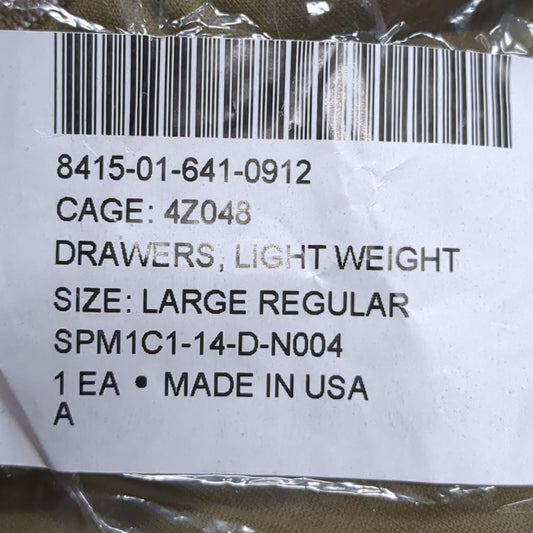 8415-01-641-0912
CAGE: 4Z048
DRAWERS, LIGHT WEIGHT
SIZE: LARGE REGULAR
SPM1C1-14-D-N004
1 EA • MADE IN USA
A